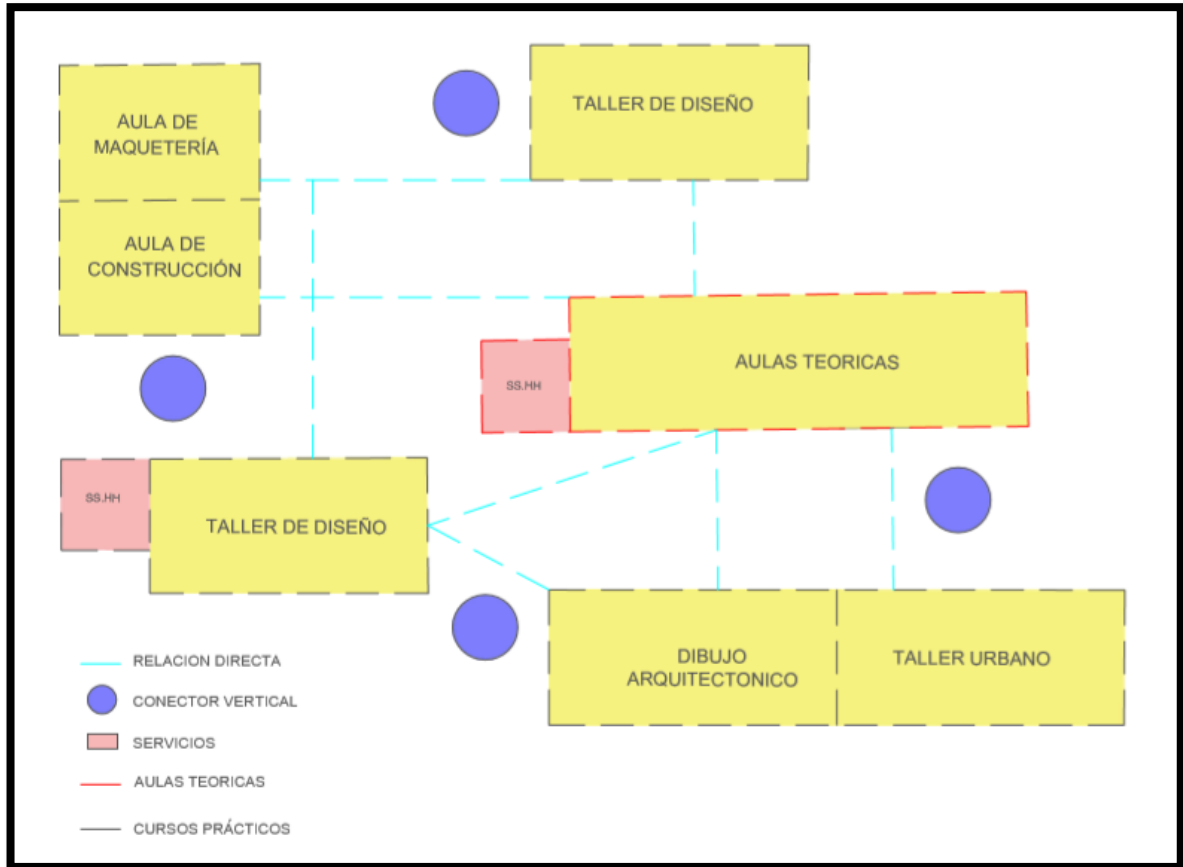 TALLER DE DISEÑO
AULA DE
MAQUETERÍA
AULA DE
CONSTRUCCIÓN
AULAS TEORICAS
SS.HH
SS.HH
TALLER DE DISEÑO
DIBUJO
ARQUITECTONICO
TALLER URBANO
RELACION DIRECTA
CONECTOR VERTICAL
SERVICIOS
AULAS TEORICAS
CURSOS PRÁCTICOS